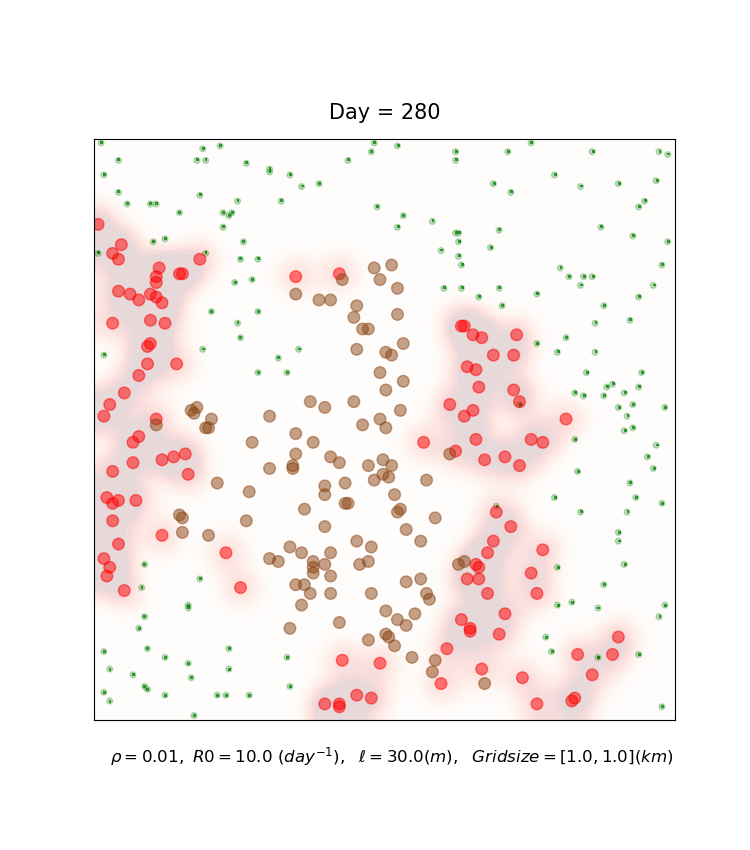 Day = 280
ρ = 0.01, R0 = 10.0 (day⁻¹), ℓ = 30.0(m), Gridsize = [1.0, 1.0](km)